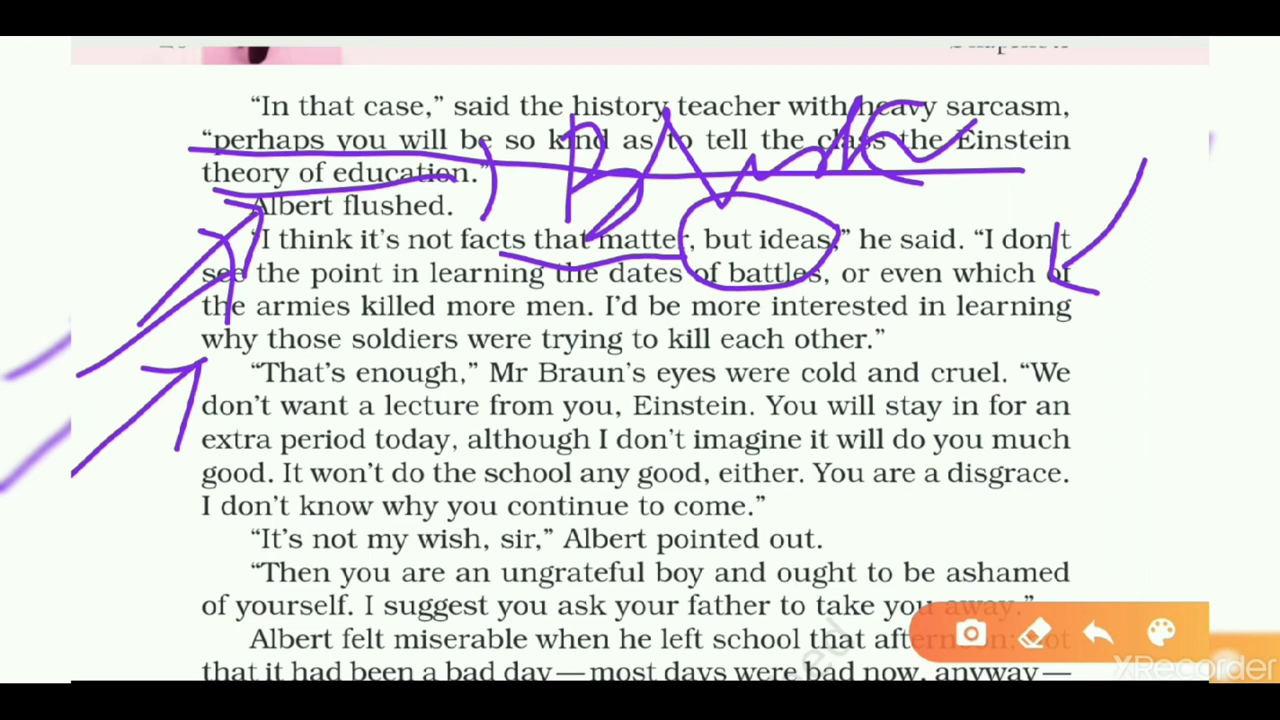 “In that case,” said the history teacher with heavy sarcasm,
“perhaps you will be so kind as to tell the class the Einstein
theory of education.”
Albert flushed.
“I think it’s not facts that matter, but ideas,” he said. “I don’t
see the point in learning the dates of battles, or even which of
the armies killed more men. I’d be more interested in learning
why those soldiers were trying to kill each other.”
“That’s enough,” Mr Braun’s eyes were cold and cruel. “We
don’t want a lecture from you, Einstein. You will stay in for an
extra period today, although I don’t imagine it will do you much
good. It won’t do the school any good, either. You are a disgrace.
I don’t know why you continue to come.”
“It’s not my wish, sir,” Albert pointed out.
“Then you are an ungrateful boy and ought to be ashamed
of yourself. I suggest you ask your father to take you away.”
Albert felt miserable when he left school that afternoon; not
that it had been a bad day—most days were bad now, anyway—
XRecorder